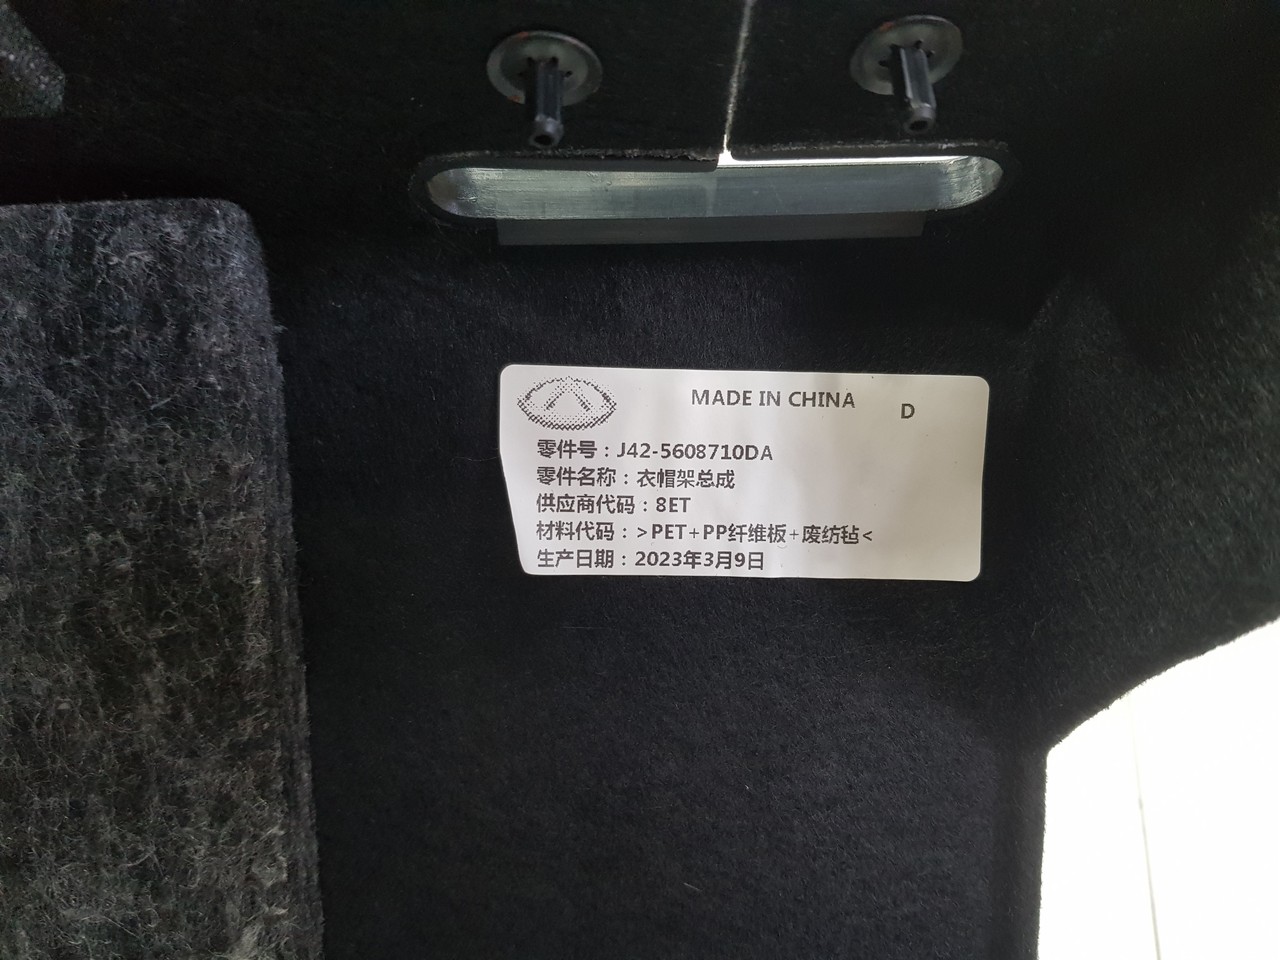 MADE IN CHINA D
零件号：J42-5608710DA
零件名称：衣帽架总成
供应商代码：8ET
材料代码：>PET+PP纤维板+废纺毡<
生产日期：2023年3月9日